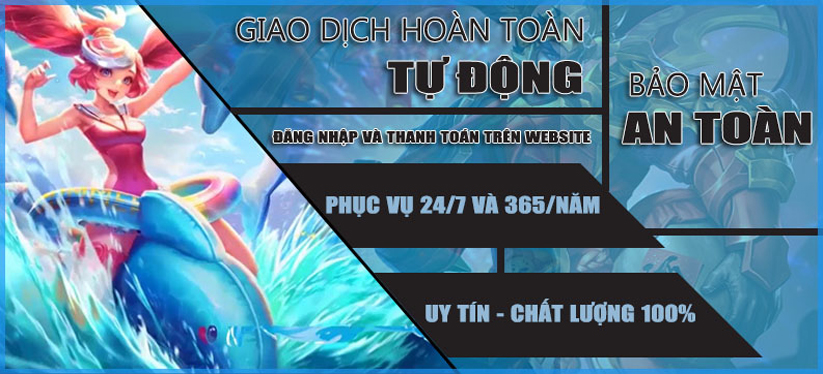 GIAO DỊCH HOÀN TOÀN
TỰ ĐỘNG
BẢO MẬT
AN TOÀN
ĐĂNG NHẬP VÀ THANH TOÁN TRÊN WEBSITE
PHỤC VỤ 24/7 VÀ 365/NĂM
UY TÍN - CHẤT LƯỢNG 100%